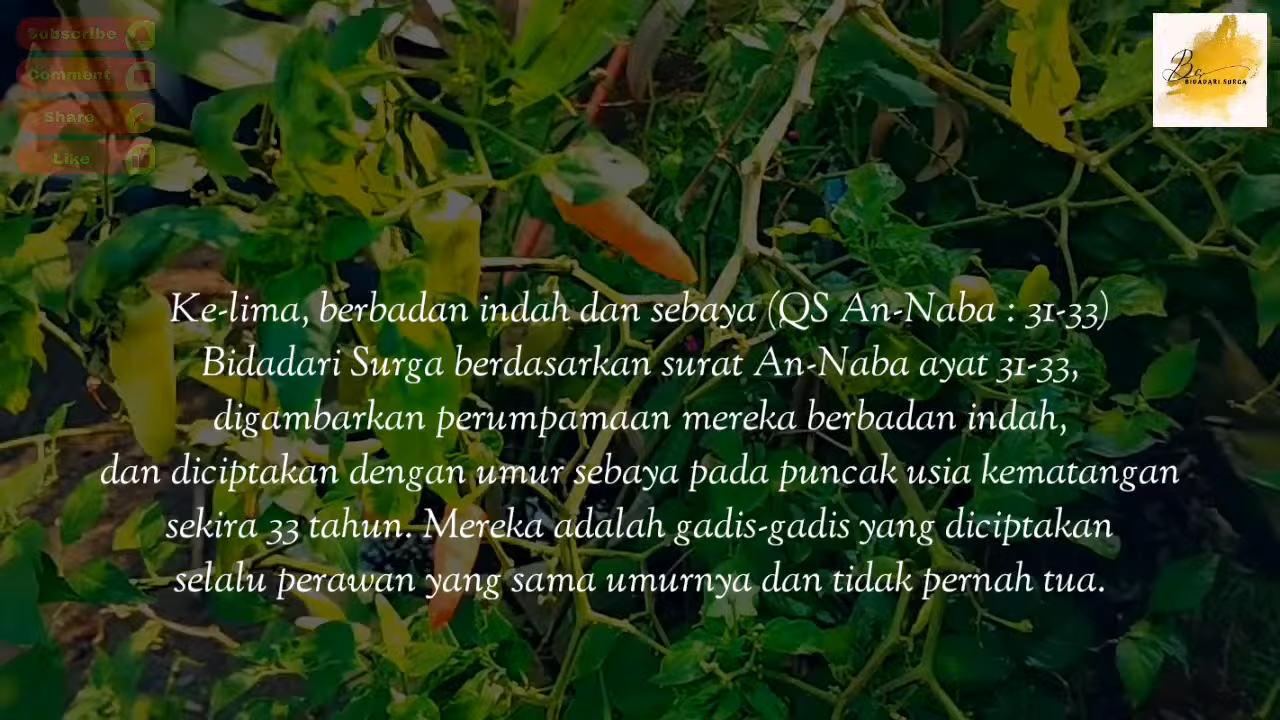 Subscribe
Comment
Share
Like
BIDADARI SURGA
Ke-lima, berbadan indah dan sebaya (QS An-Naba : 31-33)
Bidadari Surga berdasarkan surat An-Naba ayat 31-33,
digambarkan perumpamaan mereka berbadan indah,
dan diciptakan dengan umur sebaya pada puncak usia kematangan
sekira 33 tahun. Mereka adalah gadis-gadis yang diciptakan
selalu perawan yang sama umurnya dan tidak pernah tua.